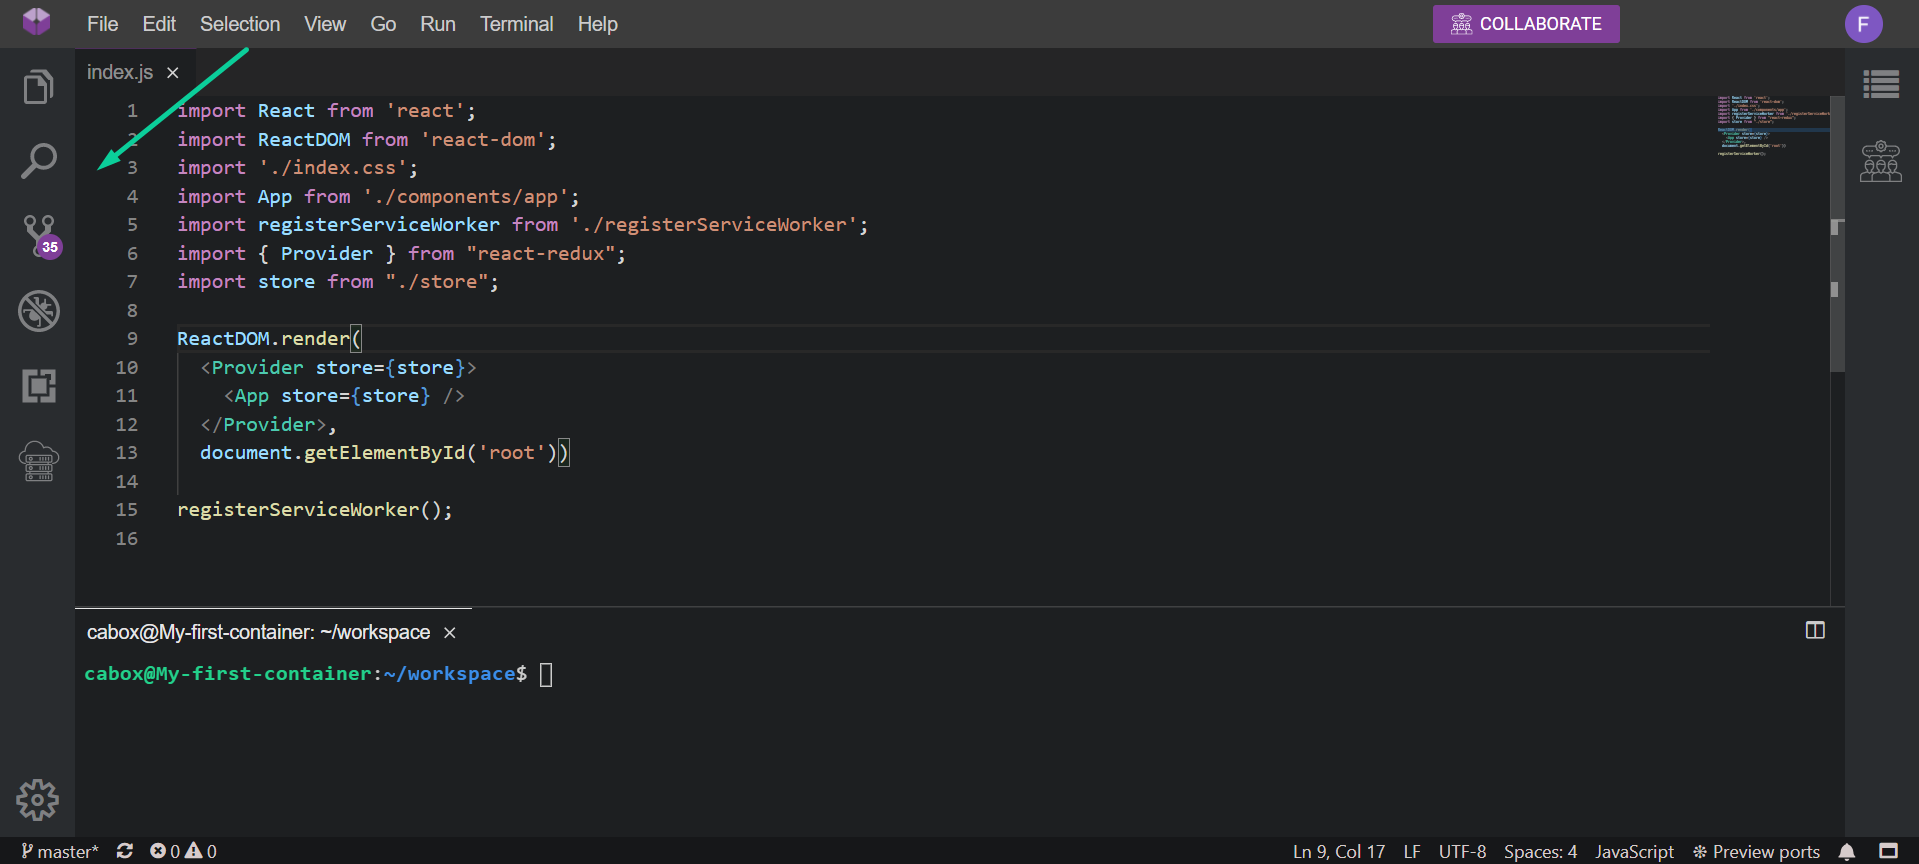 File Edit Selection View Go Run Terminal Help COLLABORATE F
index.js ×
1 import React from 'react';
2 import ReactDOM from 'react-dom';
3 import './index.css';
4 import App from './components/app';
5 import registerServiceWorker from './registerServiceWorker';
6 import { Provider } from "react-redux";
7 import store from "./store";
8
9 ReactDOM.render(
10 <Provider store={store}>
11 <App store={store} />
12 </Provider>,
13 document.getElementById('root'))
14
15 registerServiceWorker();
16
35
cabox@My-first-container: ~/workspace ×
cabox@My-first-container:~/workspace$
master* 0 0 Ln 9, Col 17 LF UTF-8 Spaces: 4 JavaScript Preview ports